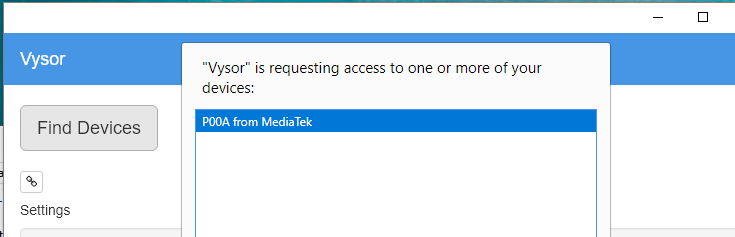 Vysor
"Vysor" is requesting access to one or more of your
devices:
Find Devices
P00A from MediaTek
Settings